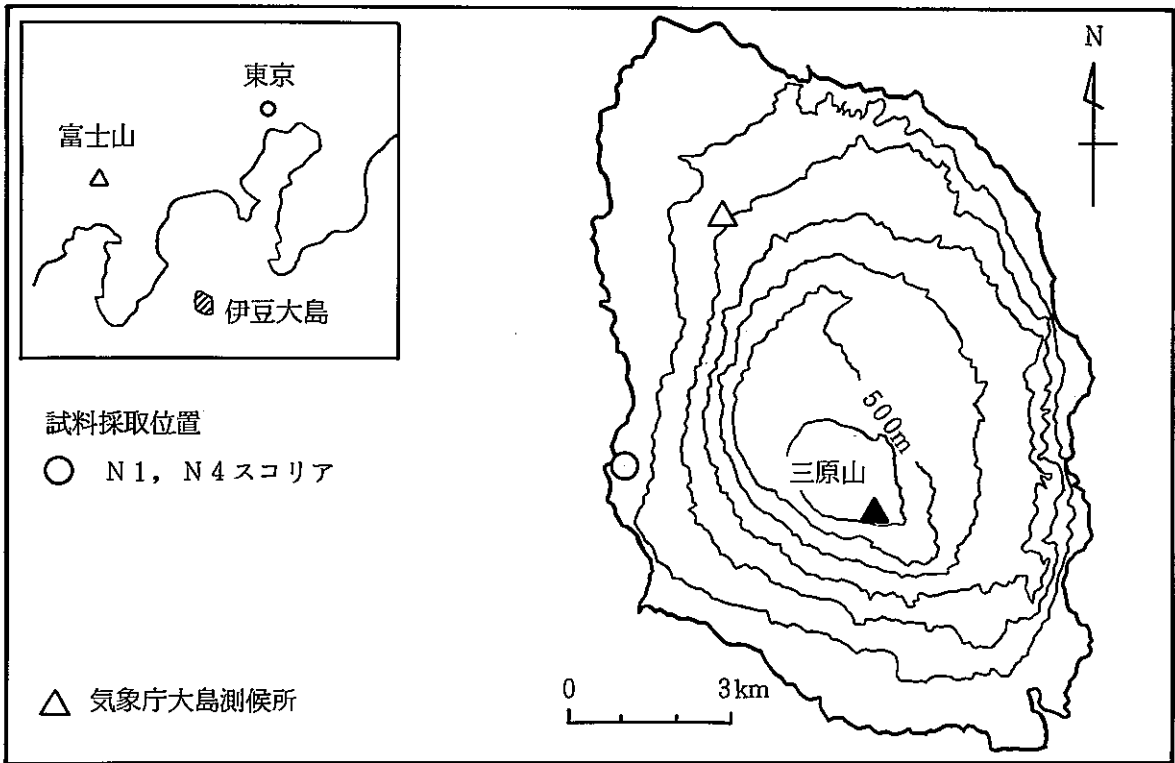 東京
富士山
伊豆大島
試料採取位置
N1, N4スコリア
気象庁大島測候所
N
500m
三原山
0 3km